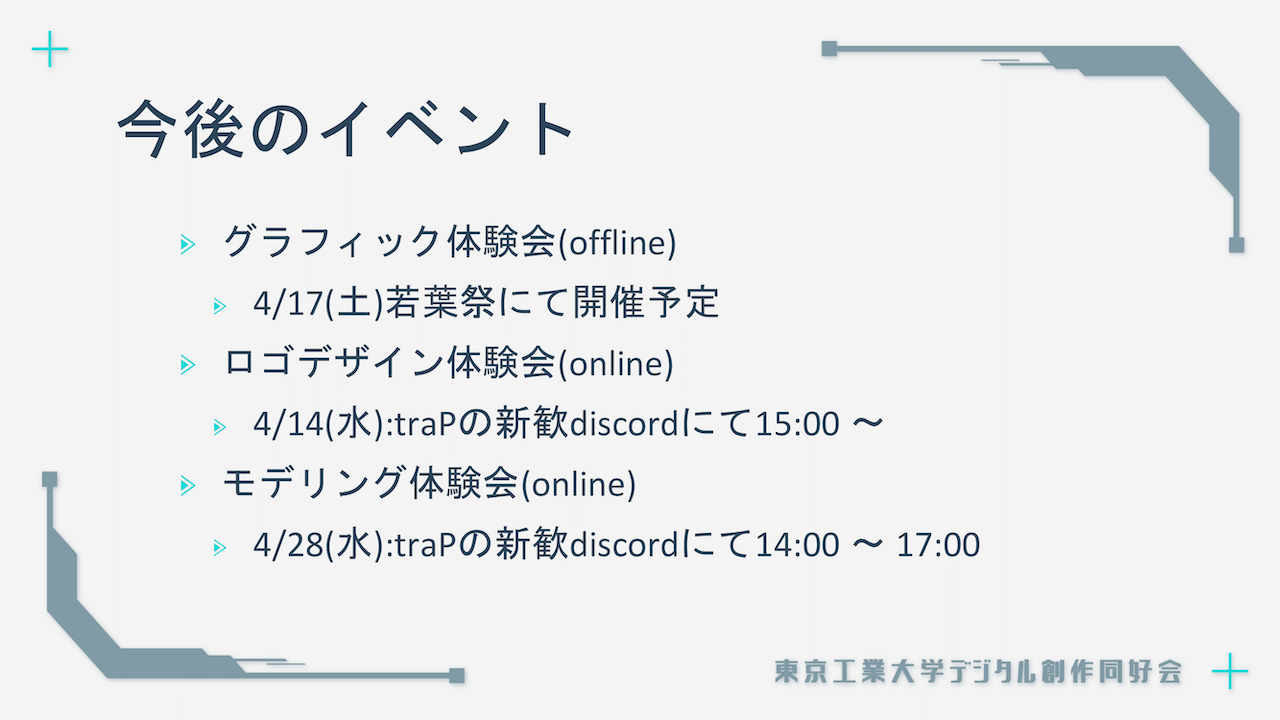 今後のイベント
グラフィック体験会(offline)
4/17(土)若葉祭にて開催予定
ロゴデザイン体験会(online)
4/14(水):traPの新歓discordにて15:00 ～
モデリング体験会(online)
4/28(水):traPの新歓discordにて14:00 ～ 17:00
東京工業大学デジタル創作同好会